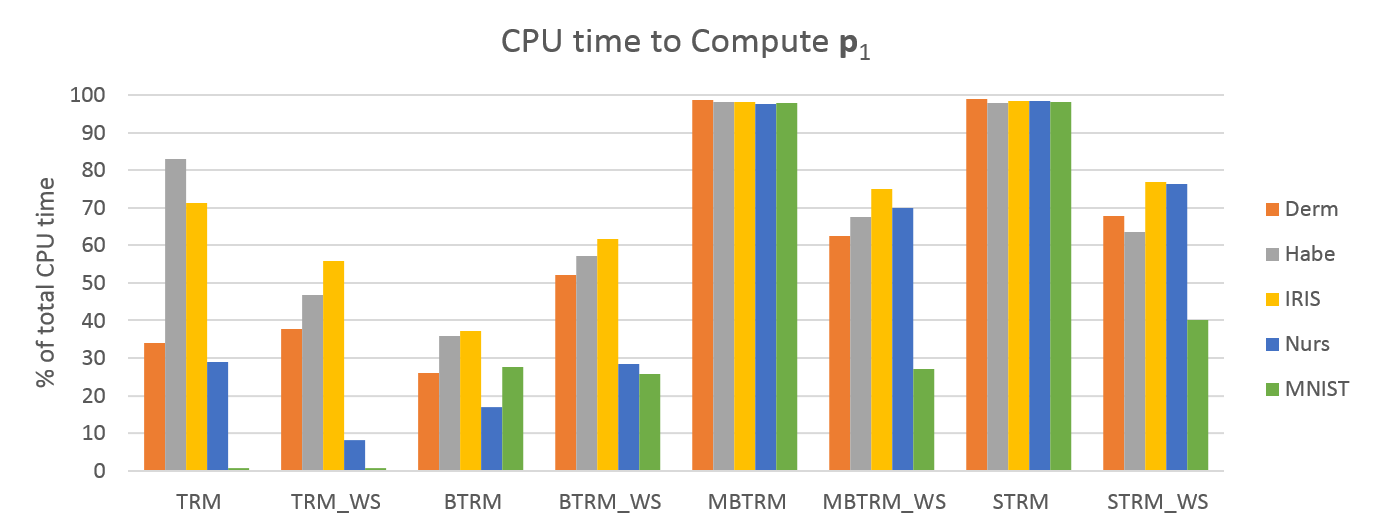 CPU time to Compute p1
% of total CPU time
100
90
80
70
60
50
40
30
20
10
0
TRM TRM_WS BTRM BTRM_WS MBTRM MBTRM_WS STRM STRM_WS
Derm
Habe
IRIS
Nurs
MNIST